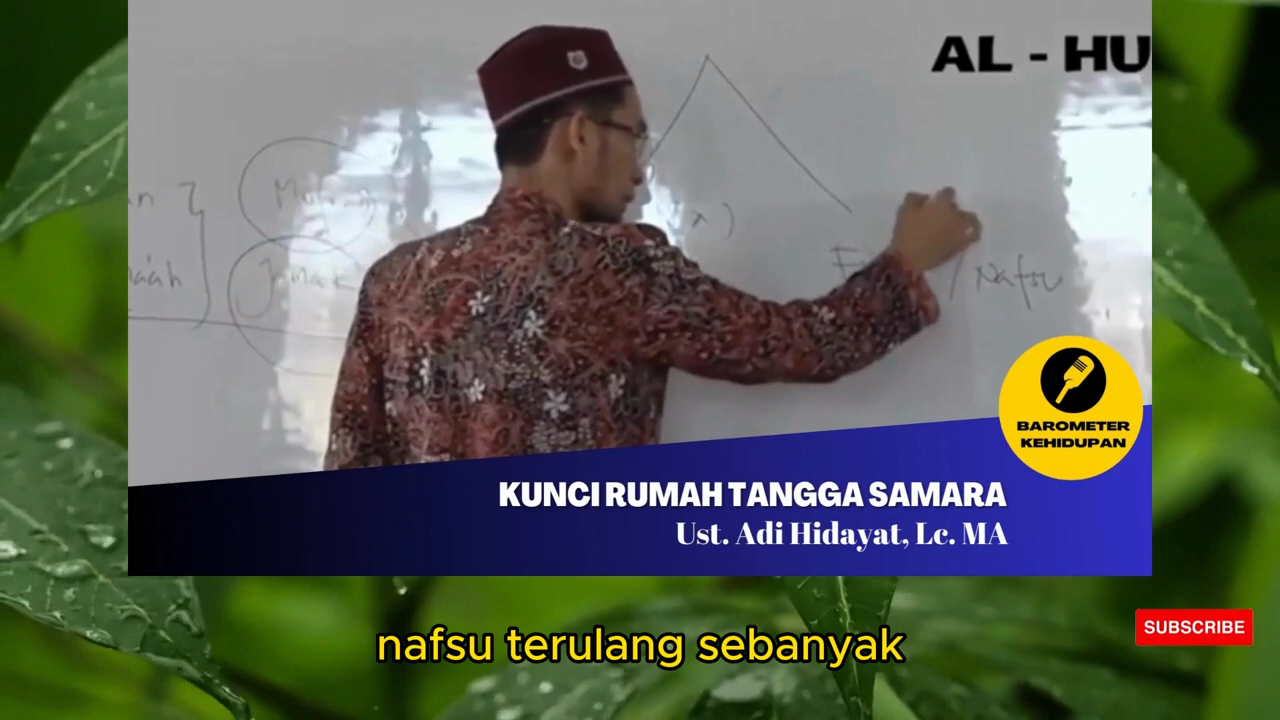 AL - HU
Nafsu
BAROMETER
KEHIDUPAN
KUNCI RUMAH TANGGA SAMARA
Ust. Adi Hidayat, Lc. MA
SUBSCRIBE
nafsu terulang sebanyak